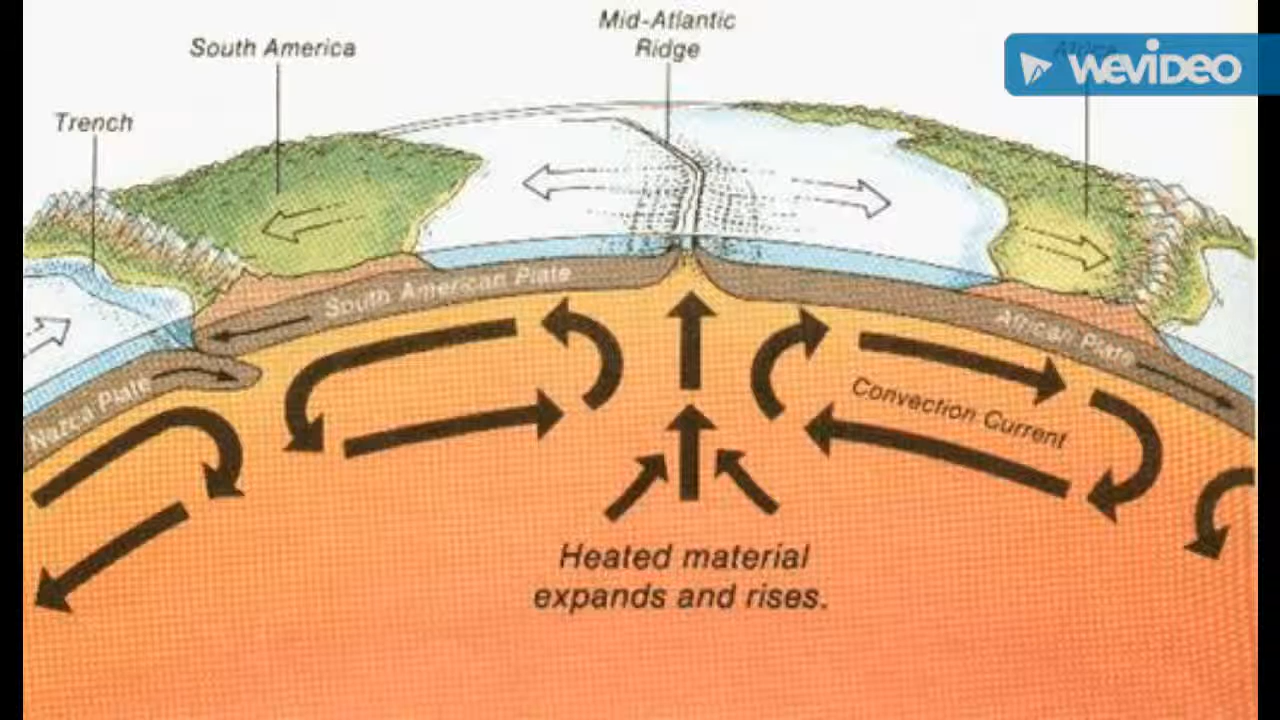 Mid-Atlantic
Ridge
South America
Africa
WEVIDEO
Trench
South American Plate
African Plate
Nazca Plate
Convection Current
Heated material
expands and rises.